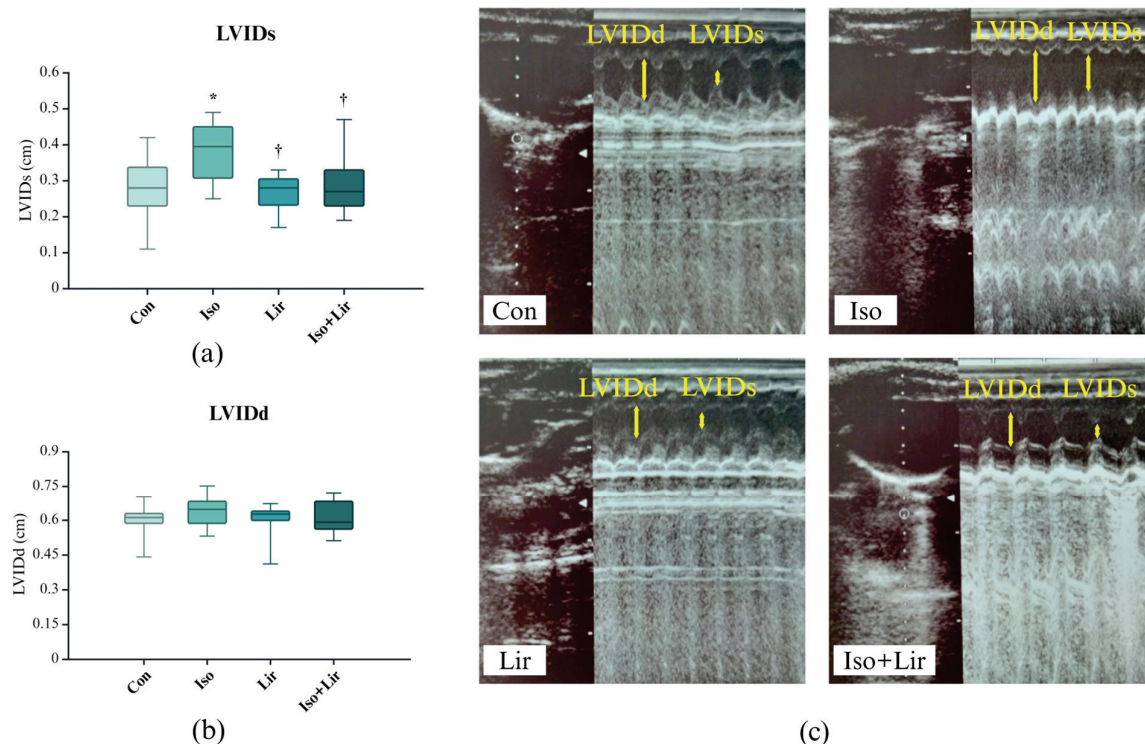 LVIDs
LVIDs (cm)
0.6
0.5
0.4
0.3
0.2
0.1
0
*
†
†
Con
Iso
Lir
Iso+Lir
(a)
LVIDd
LVIDd (cm)
0.9
0.75
0.6
0.45
0.3
0.15
0
Con
Iso
Lir
Iso+Lir
(b)
LVIDd LVIDs
Con
LVIDd LVIDs
Iso
LVIDd LVIDs
Lir
LVIDd LVIDs
Iso+Lir
(c)